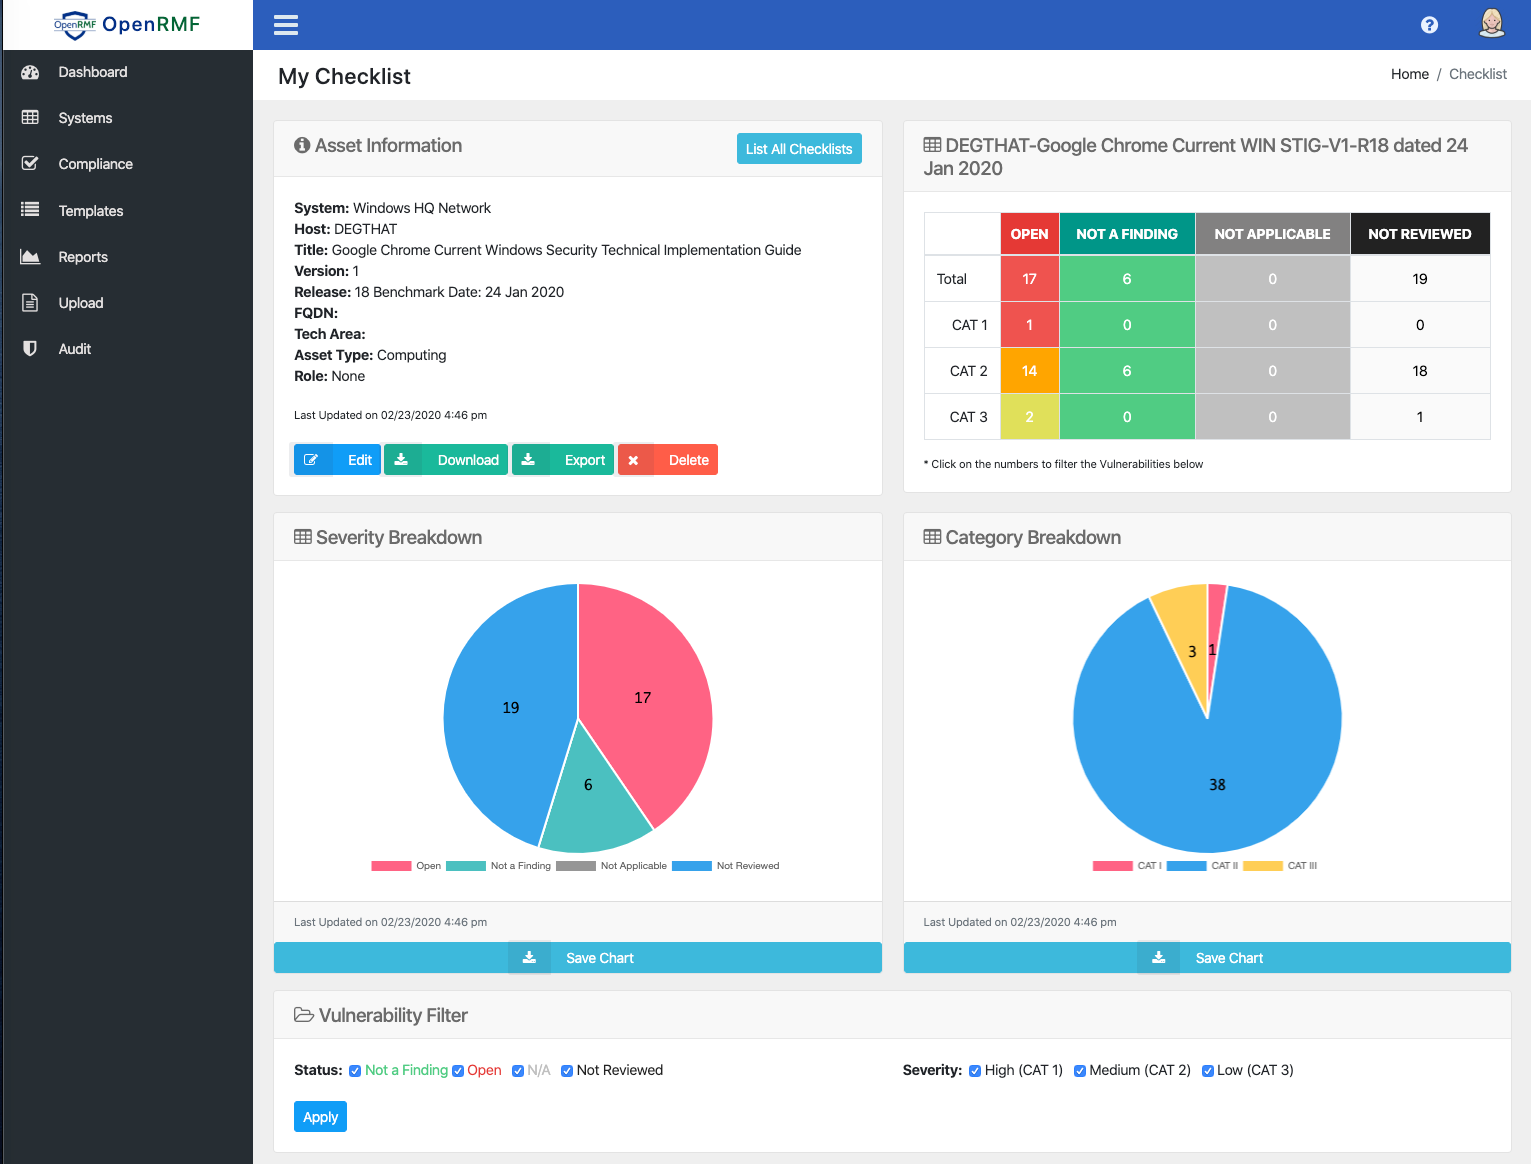 OpenRMF OpenRMF
Dashboard
Systems
Compliance
Templates
Reports
Upload
Audit
My Checklist
Home / Checklist
Asset Information
List All Checklists
System: Windows HQ Network
Host: DEGTHAT
Title: Google Chrome Current Windows Security Technical Implementation Guide
Version: 1
Release: 18 Benchmark Date: 24 Jan 2020
FQDN:
Tech Area:
Asset Type: Computing
Role: None
Last Updated on 02/23/2020 4:46 pm
Edit Download Export Delete
DEGTHAT-Google Chrome Current WIN STIG-V1-R18 dated 24
Jan 2020
OPEN NOT A FINDING NOT APPLICABLE NOT REVIEWED
Total 17 6 0 19
CAT 1 1 0 0 0
CAT 2 14 6 0 18
CAT 3 2 0 0 1
* Click on the numbers to filter the Vulnerabilities below
Severity Breakdown
17
19
6
Open Not a Finding Not Applicable Not Reviewed
Last Updated on 02/23/2020 4:46 pm
Save Chart
Category Breakdown
3 1
38
CAT I CAT II CAT III
Last Updated on 02/23/2020 4:46 pm
Save Chart
Vulnerability Filter
Status: Not a Finding Open N/A Not Reviewed
Severity: High (CAT 1) Medium (CAT 2) Low (CAT 3)
Apply